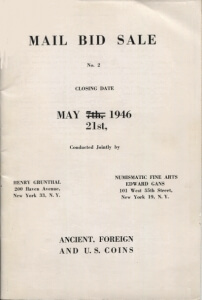 MAIL BID SALE
No. 2
CLOSING DATE
MAY 7th, 1946
21st,
Conducted Jointly by
HENRY GRUNTHAL
200 Haven Avenue,
New York 33, N. Y.
NUMISMATIC FINE ARTS
EDWARD GANS
101 West 55th Street,
New York 19, N. Y.
ANCIENT, FOREIGN
AND U. S. COINS